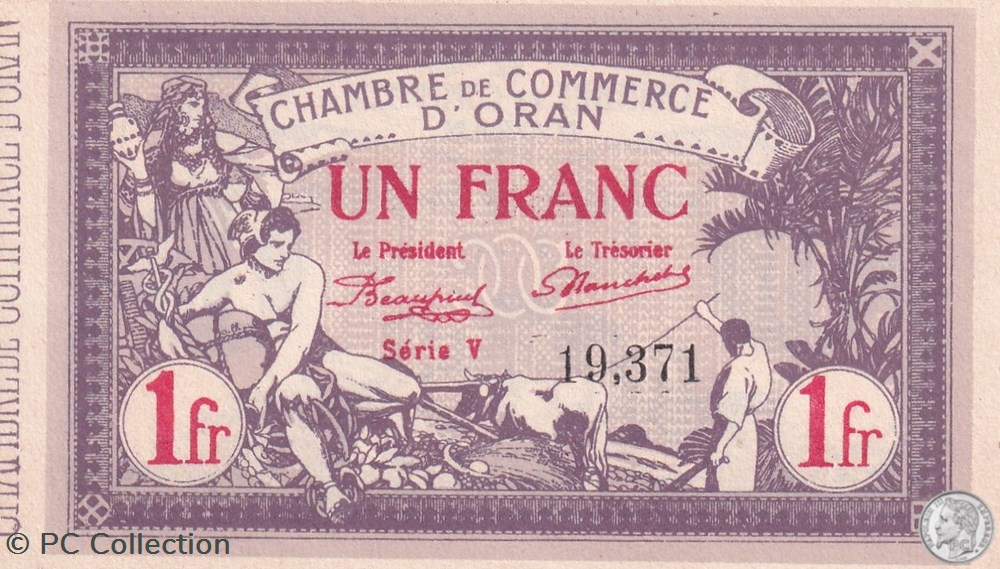 CHAMBRE DE COMMERCE
D'ORAN
UN FRANC
Le Président
Le Trésorier
Série V
19,371
1fr
1fr
© PC Collection